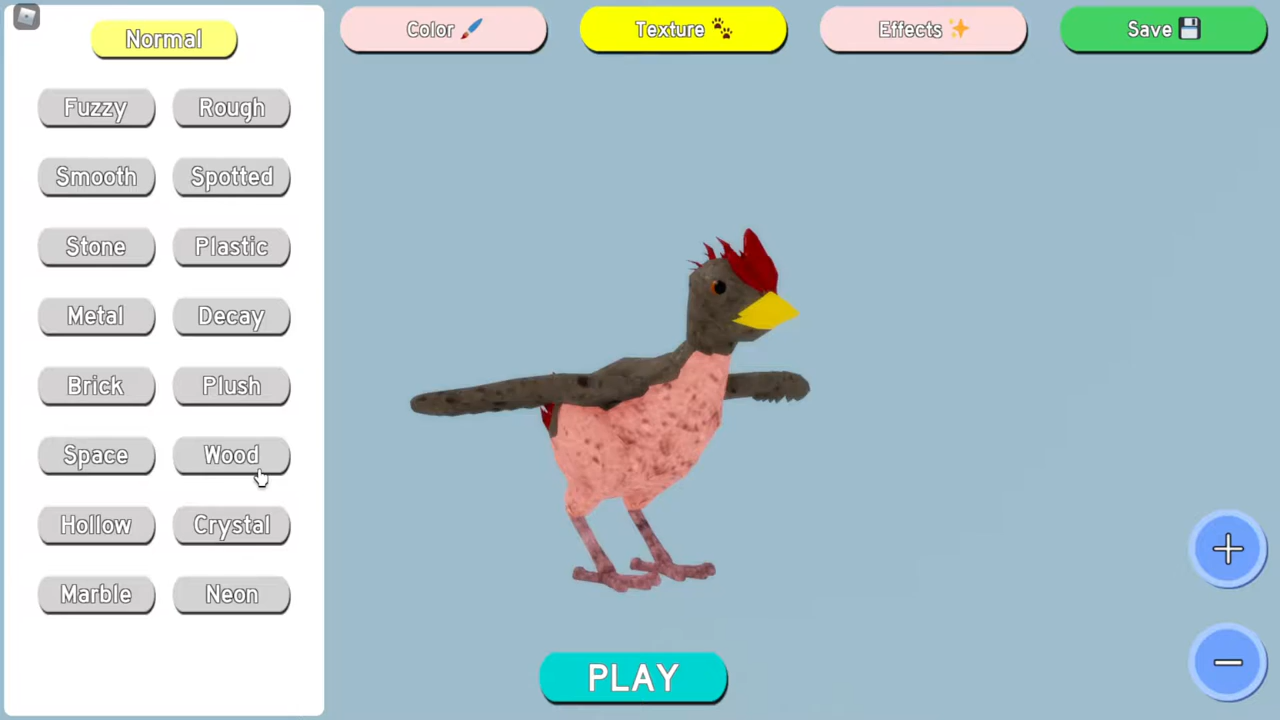 Normal
Color
Texture
Effects
Save
Fuzzy
Rough
Smooth
Spotted
Stone
Plastic
Metal
Decay
Brick
Plush
Space
Wood
Hollow
Crystal
Marble
Neon
PLAY